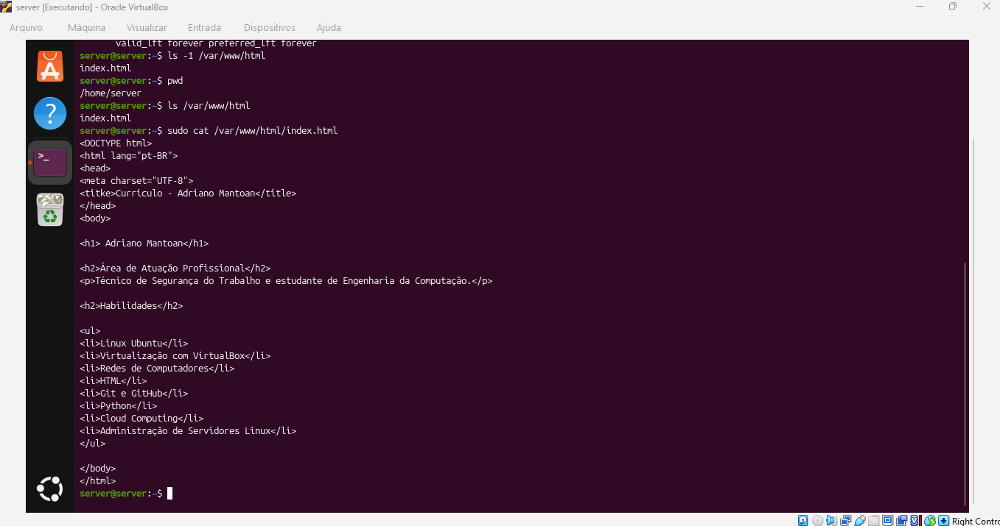 server [Executando] - Oracle VirtualBox
Arquivo Máquina Visualizar Entrada Dispositivos Ajuda
valid_lft forever preferred_lft forever
server@server:~$ ls -1 /var/www/html
index.html
server@server:~$ pwd
/home/server
server@server:~$ ls /var/www/html
index.html
server@server:~$ sudo cat /var/www/html/index.html
<DOCTYPE html>
<html lang="pt-BR">
<head>
<meta charset="UTF-8">
<titke>Curriculo - Adriano Mantoan</title>
</head>
<body>

<h1> Adriano Mantoan</h1>

<h2>Área de Atuação Profissional</h2>
<p>Técnico de Segurança do Trabalho e estudante de Engenharia da Computação.</p>

<h2>Habilidades</h2>

<ul>
<li>Linux Ubuntu</li>
<li>Virtualização com VirtualBox</li>
<li>Redes de Computadores</li>
<li>HTML</li>
<li>Git e GitHub</li>
<li>Python</li>
<li>Cloud Computing</li>
<li>Administração de Servidores Linux</li>
</ul>

</body>
</html>
server@server:~$
Right Contro